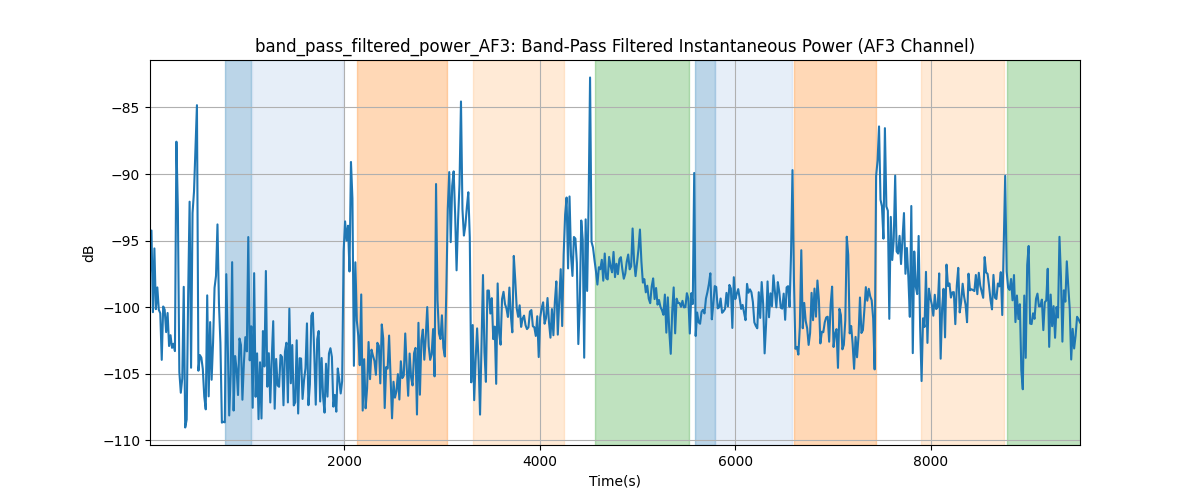 band_pass_filtered_power_AF3: Band-Pass Filtered Instantaneous Power (AF3 Channel)
−85
−90
−95
−100
−105
−110
dB
2000 4000 6000 8000
Time(s)